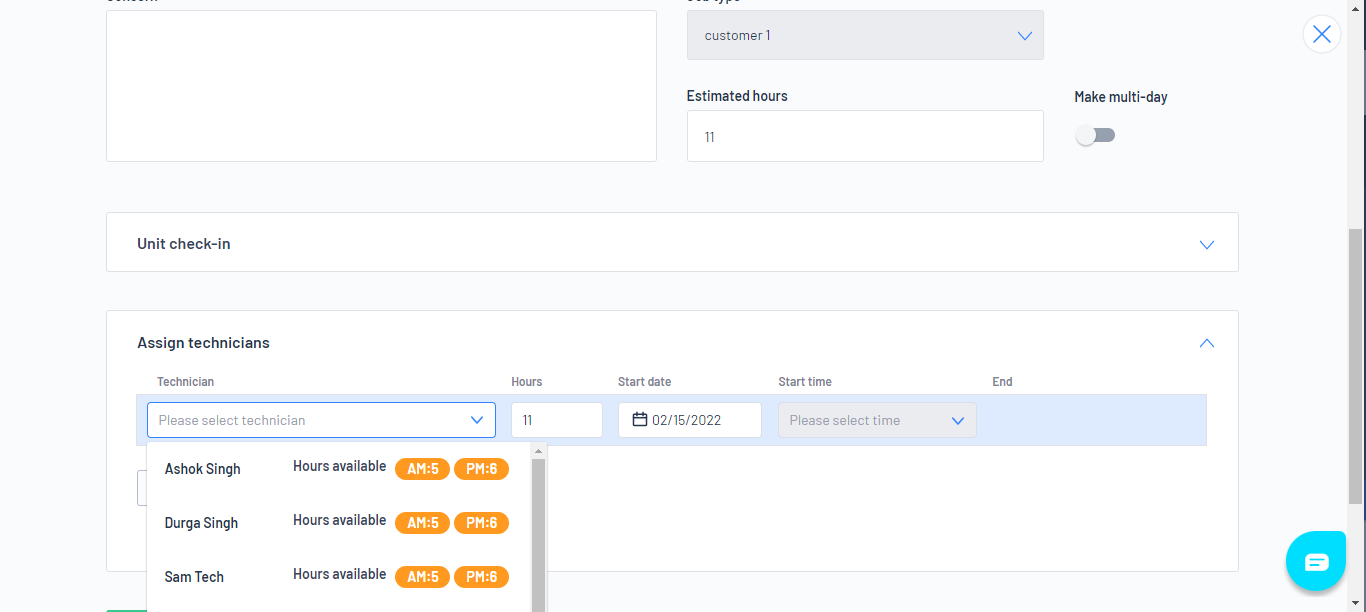 customer 1
Estimated hours
Make multi-day
11
Unit check-in
Assign technicians
Technician Hours Start date Start time End
Please select technician 11 02/15/2022 Please select time
Ashok Singh Hours available AM:5 PM:6
Durga Singh Hours available AM:5 PM:6
Sam Tech Hours available AM:5 PM:6